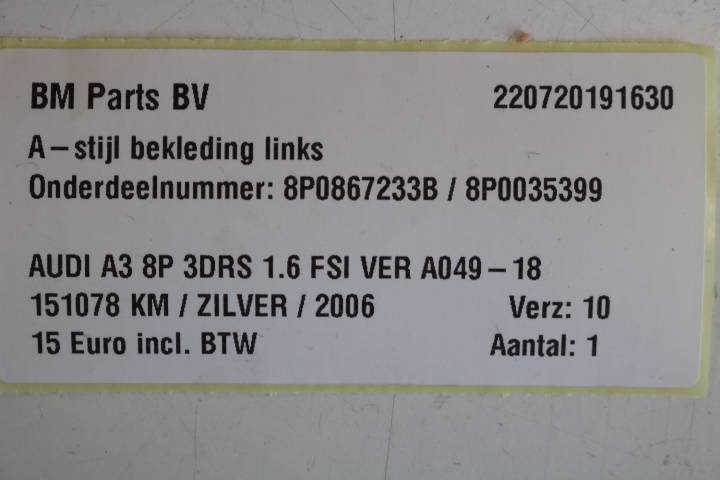 BM Parts BV 220720191630
A-stijl bekleding links
Onderdeelnummer: 8P0867233B / 8P0035399
AUDI A3 8P 3DRS 1.6 FSI VER A049-18
151078 KM / ZILVER / 2006 Verz: 10
15 Euro incl. BTW Aantal: 1